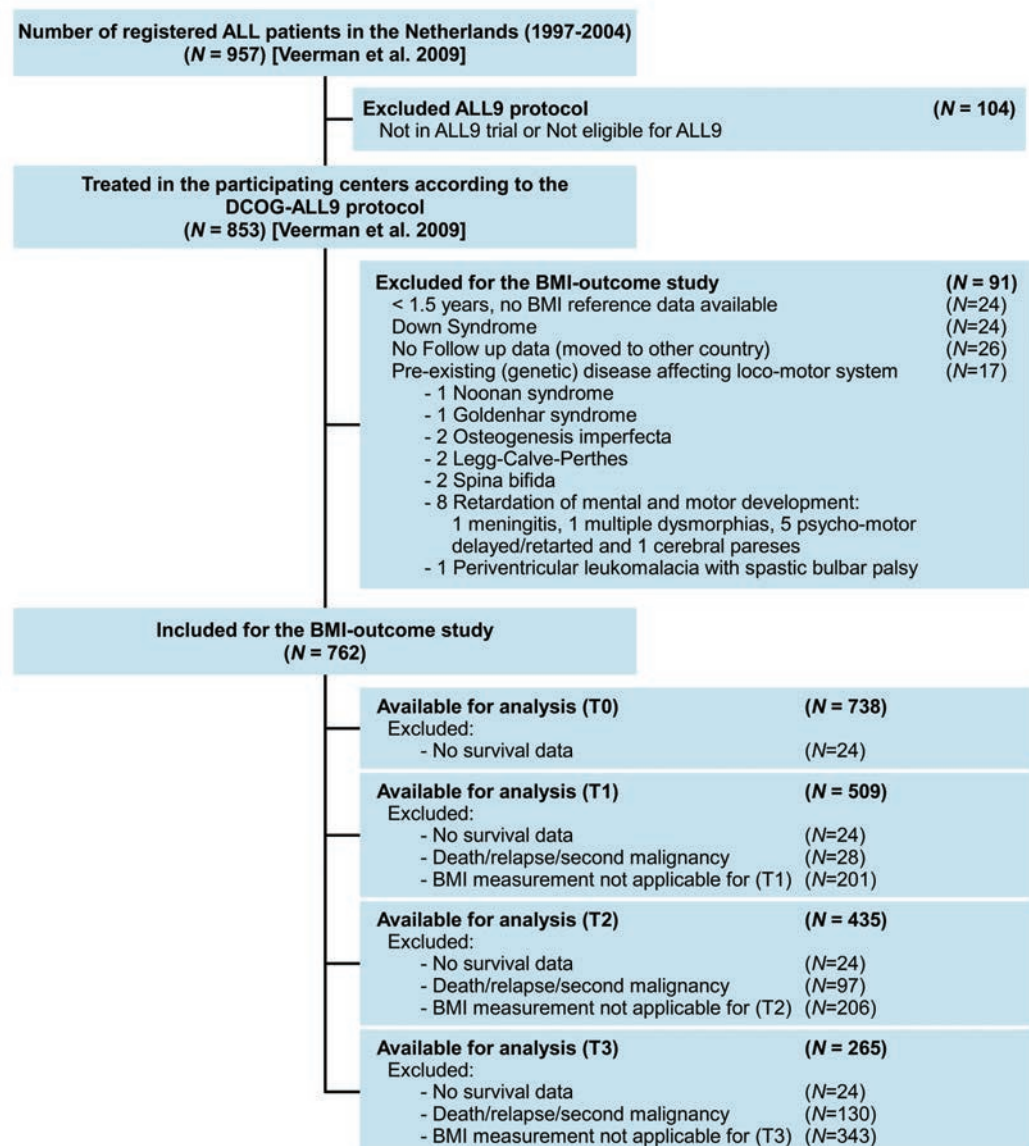 Number of registered ALL patients in the Netherlands (1997-2004)
(N = 957) [Veerman et al. 2009]
Excluded ALL9 protocol (N = 104)
Not in ALL9 trial or Not eligible for ALL9
Treated in the participating centers according to the
DCOG-ALL9 protocol
(N = 853) [Veerman et al. 2009]
Excluded for the BMI-outcome study (N = 91)
< 1.5 years, no BMI reference data available (N=24)
Down Syndrome (N=24)
No Follow up data (moved to other country) (N=26)
Pre-existing (genetic) disease affecting loco-motor system (N=17)
- 1 Noonan syndrome
- 1 Goldenhar syndrome
- 2 Osteogenesis imperfecta
- 2 Legg-Calve-Perthes
- 2 Spina bifida
- 8 Retardation of mental and motor development:
1 meningitis, 1 multiple dysmorphias, 5 psycho-motor
delayed/retarted and 1 cerebral pareses
- 1 Periventricular leukomalacia with spastic bulbar palsy
Included for the BMI-outcome study
(N = 762)
Available for analysis (T0) (N = 738)
Excluded:
- No survival data (N=24)
Available for analysis (T1) (N = 509)
Excluded:
- No survival data (N=24)
- Death/relapse/second malignancy (N=28)
- BMI measurement not applicable for (T1) (N=201)
Available for analysis (T2) (N = 435)
Excluded:
- No survival data (N=24)
- Death/relapse/second malignancy (N=97)
- BMI measurement not applicable for (T2) (N=206)
Available for analysis (T3) (N = 265)
Excluded:
- No survival data (N=24)
- Death/relapse/second malignancy (N=130)
- BMI measurement not applicable for (T3) (N=343)